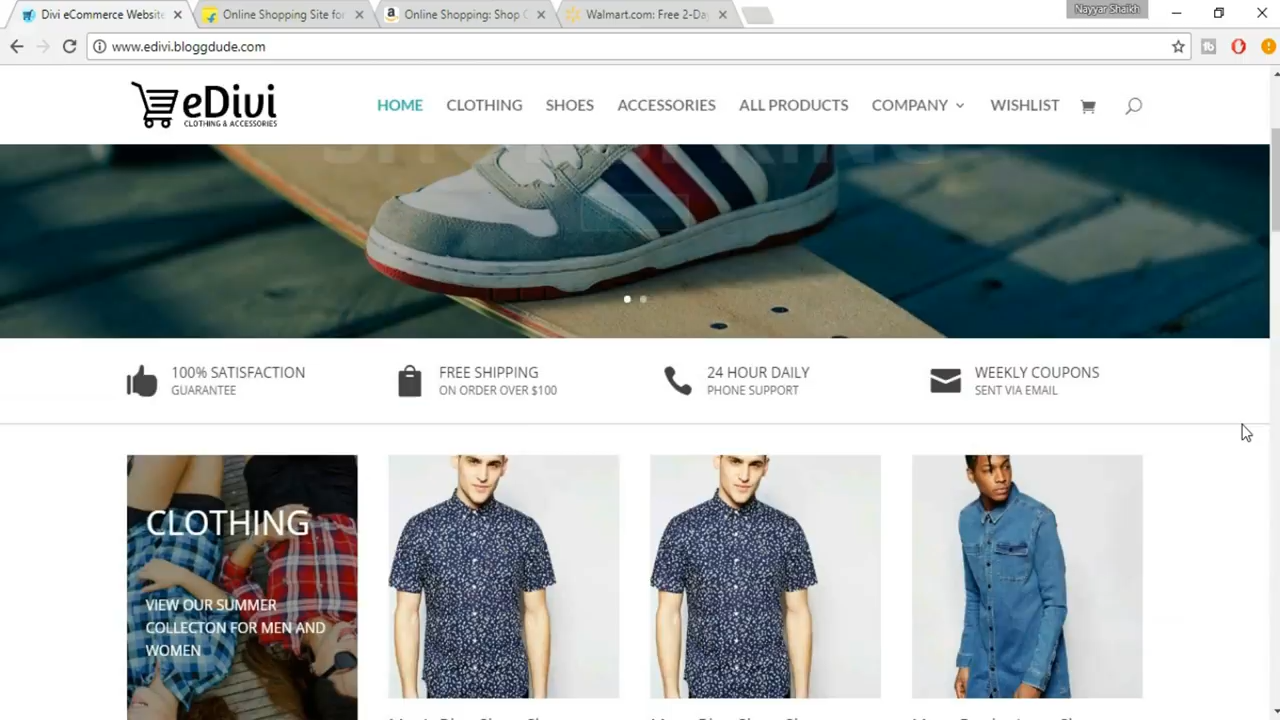 Divi eCommerce Website
Online Shopping Site for
Online Shopping: Shop
Walmart.com: Free 2-Da
Nayyar Shaikh
www.edivi.bloggdude.com
eDivi
CLOTHING & ACCESSORIES
HOME
CLOTHING
SHOES
ACCESSORIES
ALL PRODUCTS
COMPANY
WISHLIST
100% SATISFACTION
GUARANTEE
FREE SHIPPING
ON ORDER OVER $100
24 HOUR DAILY
PHONE SUPPORT
WEEKLY COUPONS
SENT VIA EMAIL
CLOTHING
VIEW OUR SUMMER
COLLECTON FOR MEN AND
WOMEN